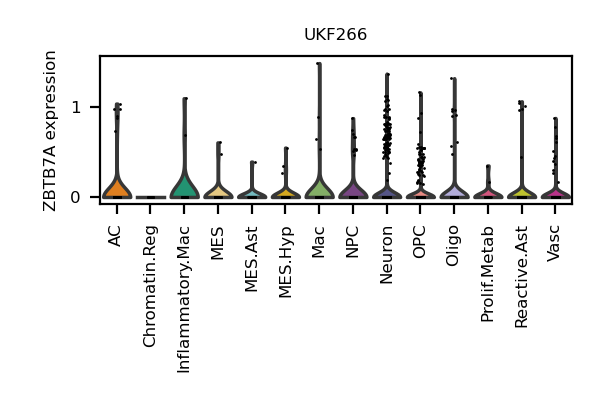 UKF266
ZBTB7A expression
1
0
AC
Chromatin.Reg
Inflammatory.Mac
MES
MES.Ast
MES.Hyp
Mac
NPC
Neuron
OPC
Oligo
Prolif.Metab
Reactive.Ast
Vasc